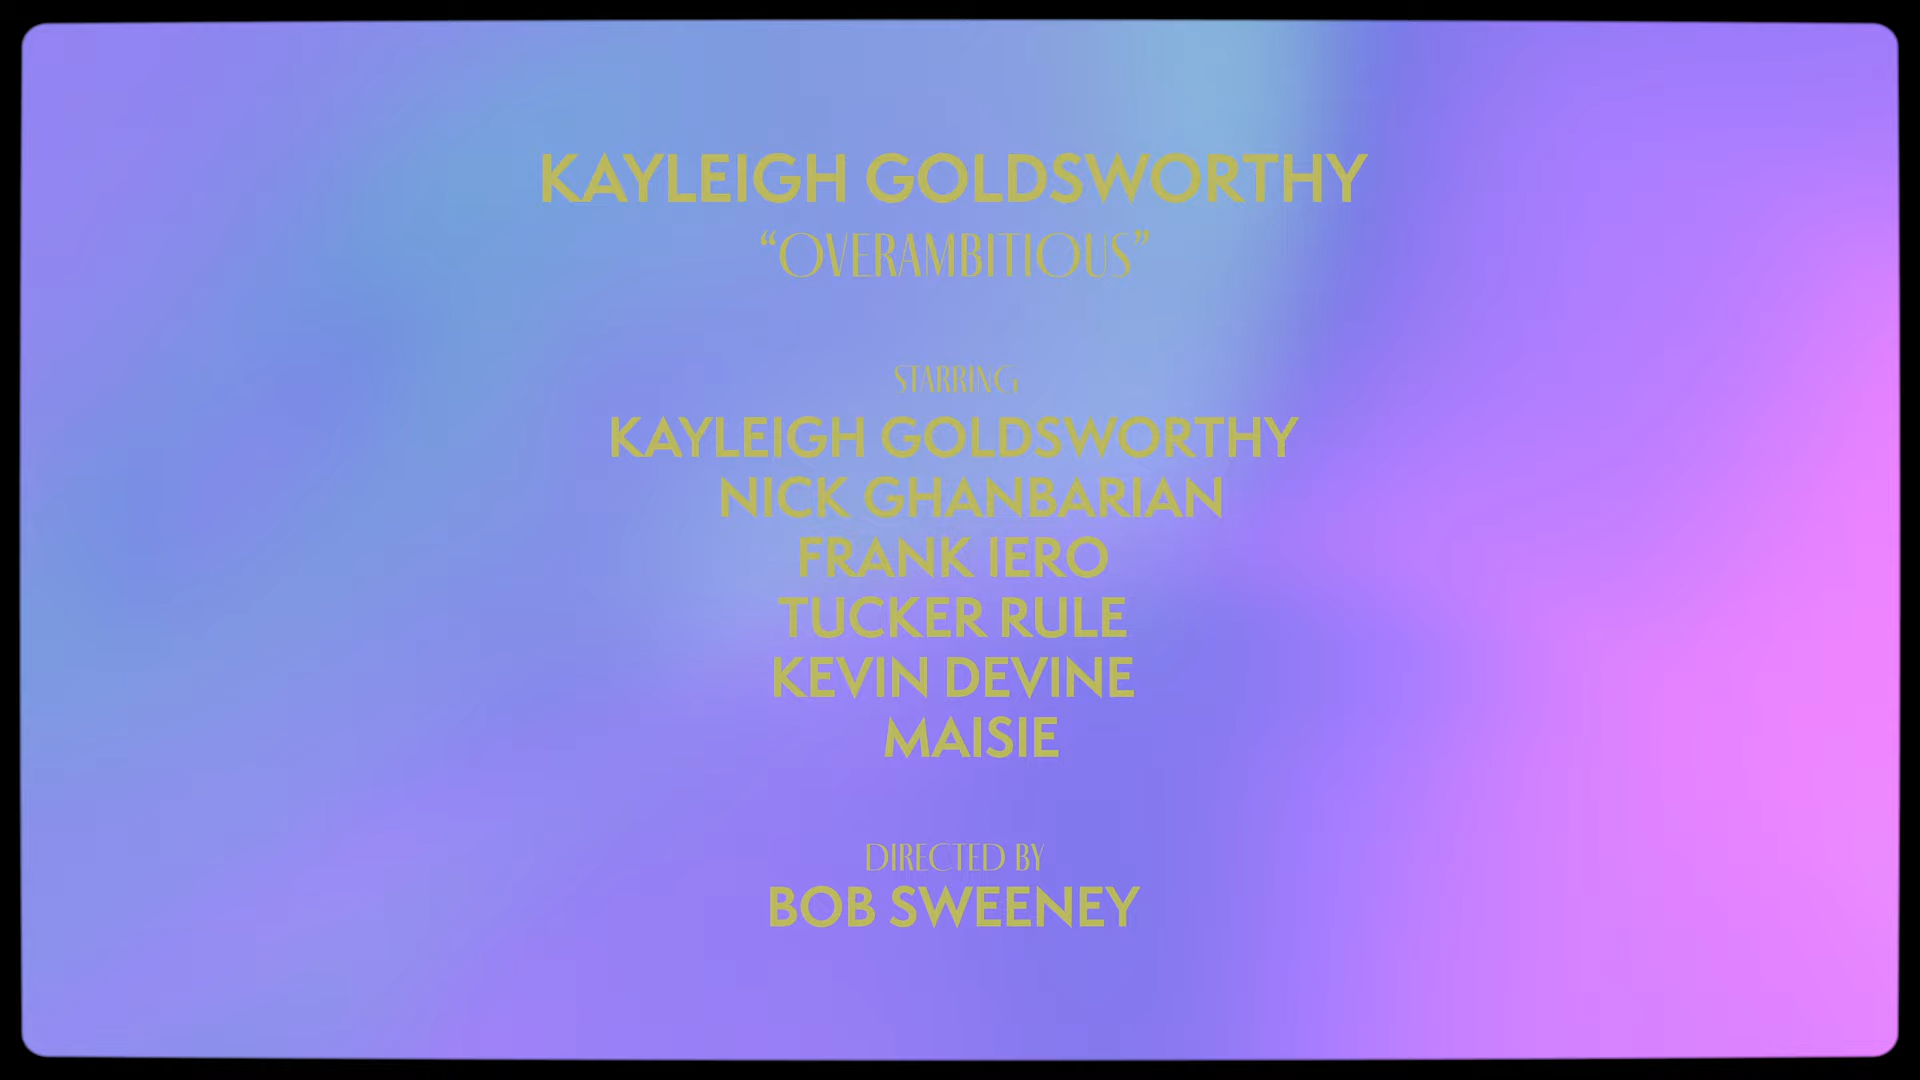 KAYLEIGH GOLDSWORTHY
“OVERAMBITIOUS”
STARRING
KAYLEIGH GOLDSWORTHY
NICK GHANBARIAN
FRANK IERO
TUCKER RULE
KEVIN DEVINE
MAISIE
DIRECTED BY
BOB SWEENEY